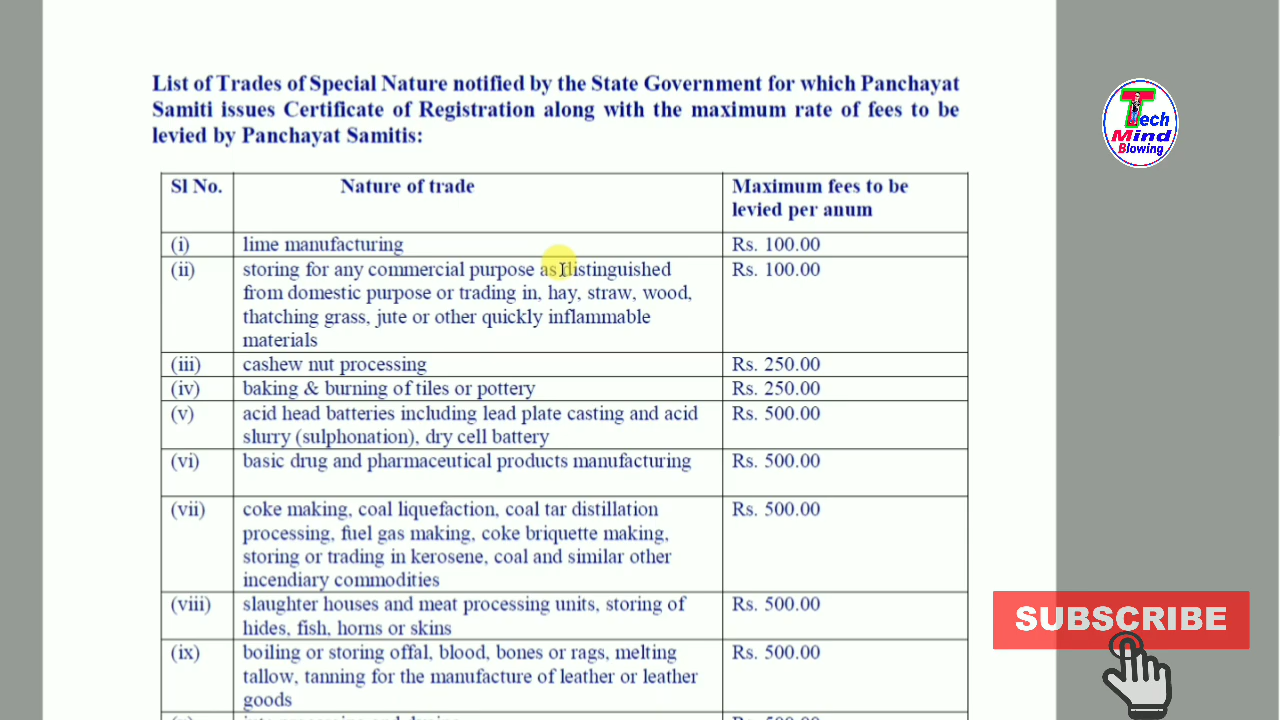 List of Trades of Special Nature notified by the State Government for which Panchayat
Samiti issues Certificate of Registration along with the maximum rate of fees to be
levied by Panchayat Samitis:
Tech
Mind
Blowing
Sl No. Nature of trade Maximum fees to be
levied per anum
(i) lime manufacturing Rs. 100.00
(ii) storing for any commercial purpose as distinguished Rs. 100.00
from domestic purpose or trading in, hay, straw, wood,
thatching grass, jute or other quickly inflammable
materials
(iii) cashew nut processing Rs. 250.00
(iv) baking & burning of tiles or pottery Rs. 250.00
(v) acid head batteries including lead plate casting and acid Rs. 500.00
slurry (sulphonation), dry cell battery
(vi) basic drug and pharmaceutical products manufacturing Rs. 500.00
(vii) coke making, coal liquefaction, coal tar distillation Rs. 500.00
processing, fuel gas making, coke briquette making,
storing or trading in kerosene, coal and similar other
incendiary commodities
(viii) slaughter houses and meat processing units, storing of Rs. 500.00
hides, fish, horns or skins
SUBSCRIBE
(ix) boiling or storing offal, blood, bones or rags, melting Rs. 500.00
tallow, tanning for the manufacture of leather or leather
goods